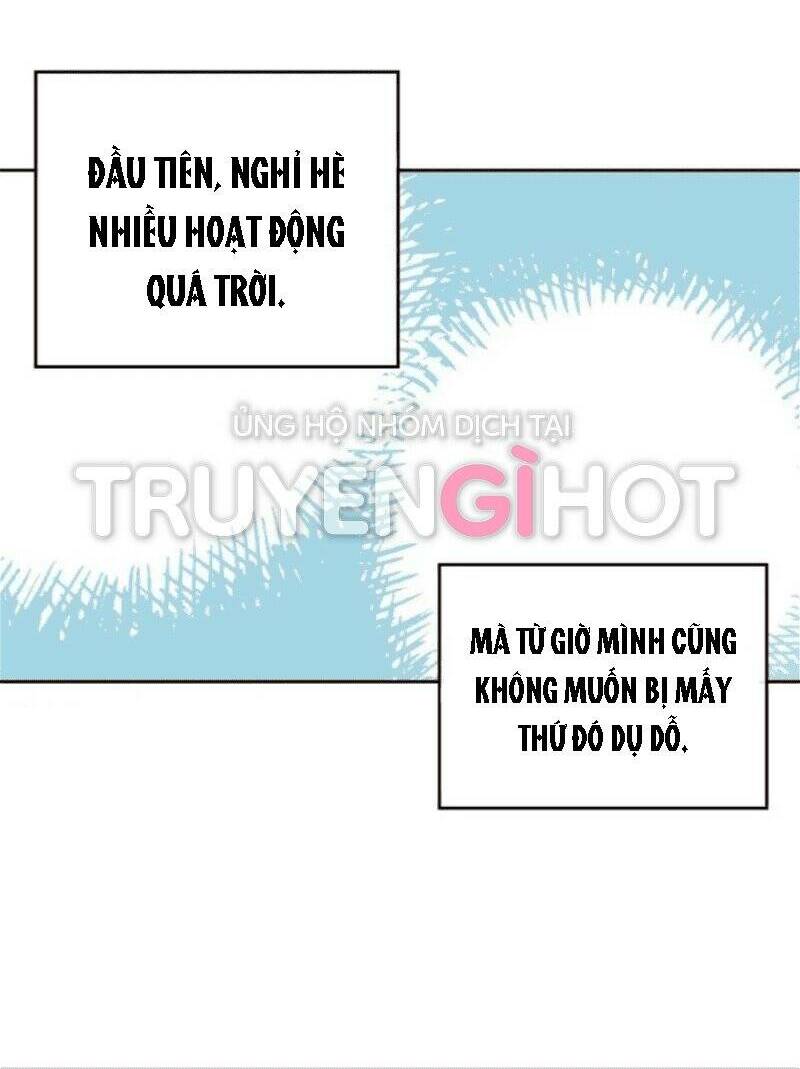 ĐẦU TIÊN, NGHỈ HÈ
NHIỀU HOẠT ĐỘNG
QUÁ TRỜI.
ỦNG HỘ NHÓM DỊCH TẠI
TRUYENGÌHOT
MÀ TỪ GIỜ MÌNH CŨNG
KHÔNG MUỐN BỊ MẤY
THỨ ĐÓ DỤ DỖ.